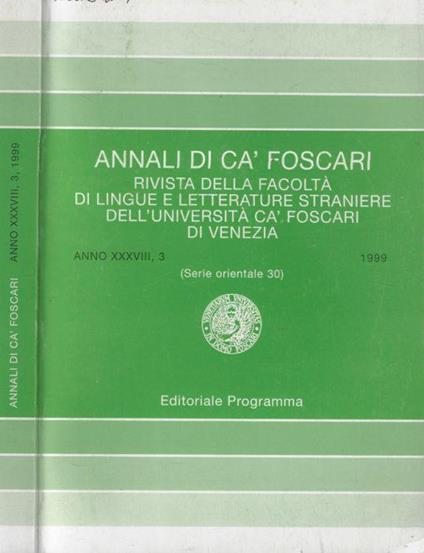 ANNALI DI CA' FOSCARI ANNO XXXVIII, 3, 1999
ANNALI DI CA' FOSCARI
RIVISTA DELLA FACOLTÀ
DI LINGUE E LETTERATURE STRANIERE
DELL'UNIVERSITÀ CA' FOSCARI
DI VENEZIA
ANNO XXXVIII, 3 1999
(Serie orientale 30)
Editoriale Programma